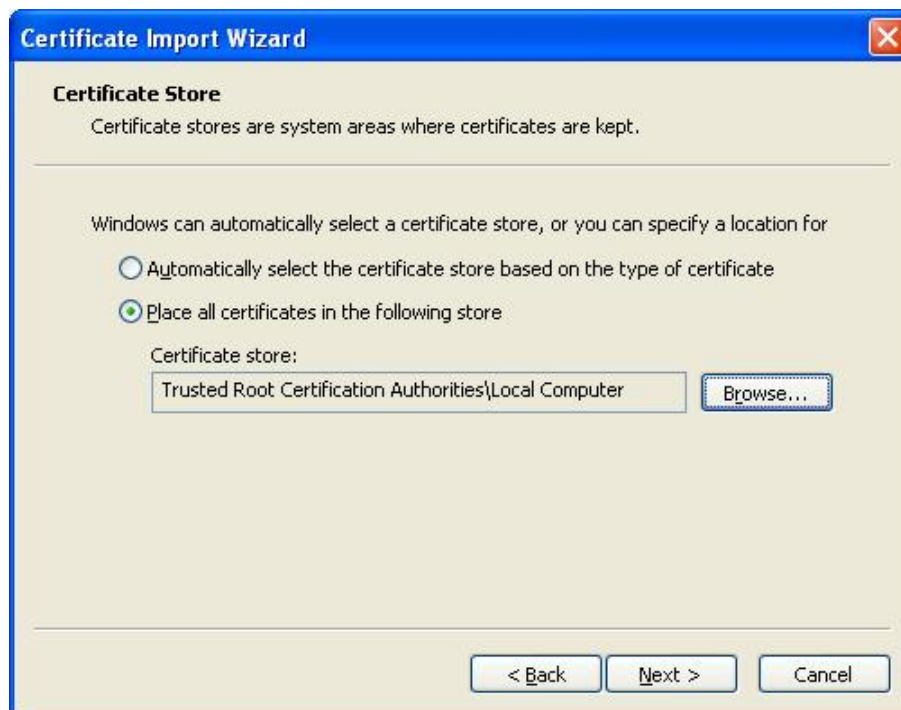 Certificate Import Wizard
Certificate Store
Certificate stores are system areas where certificates are kept.
Windows can automatically select a certificate store, or you can specify a location for
Automatically select the certificate store based on the type of certificate
Place all certificates in the following store
Certificate store:
Trusted Root Certification Authorities\Local Computer
Browse...
< Back
Next >
Cancel